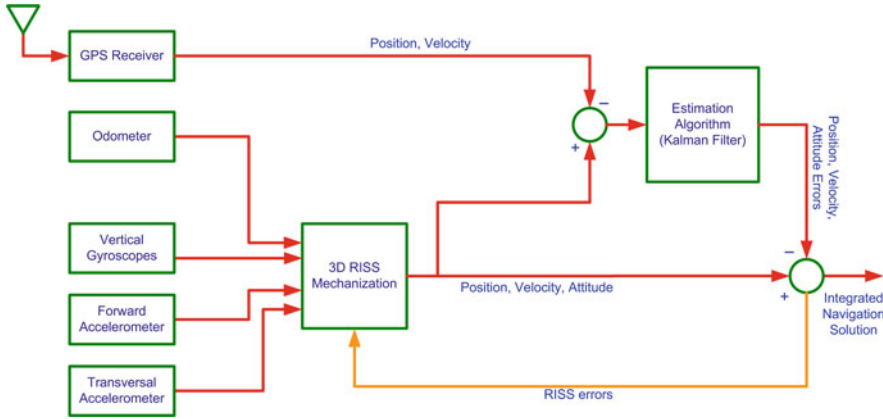 GPS Receiver
Position, Velocity
−
Odometer
+
Estimation
Algorithm
(Kalman Filter)
Position, Velocity,
Attitude Errors
Vertical
Gyroscopes
3D RISS
Mechanization
−
Position, Velocity, Attitude
+
Forward
Accelerometer
Integrated
Navigation
Solution
Transversal
Accelerometer
RISS errors